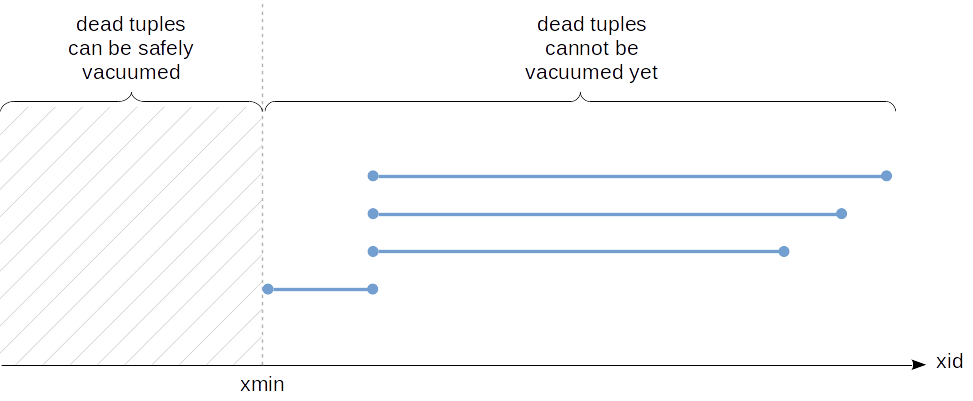 dead tuples
can be safely
vacuumed
dead tuples
cannot be
vacuumed yet
xid
xmin